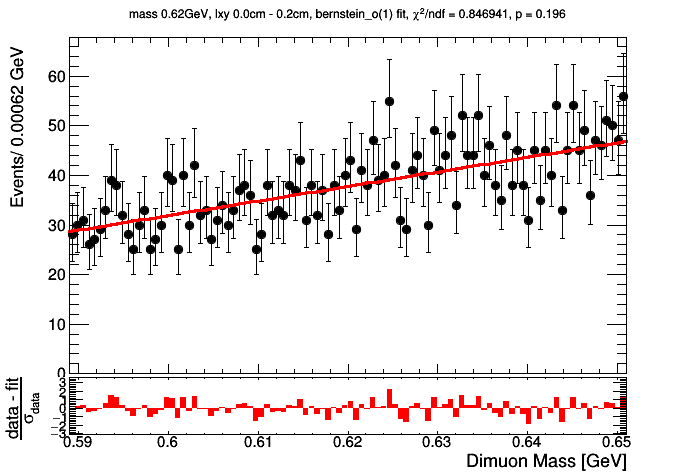 mass 0.62GeV, lxy 0.0cm - 0.2cm, bernstein_o(1) fit, χ²/ndf = 0.846941, p = 0.196
Events/ 0.00062 GeV
60
50
40
30
20
10
0
data - fit
σdata
3
2
1
0
−1
−2
−3
0.59 0.6 0.61 0.62 0.63 0.64 0.65
Dimuon Mass [GeV]